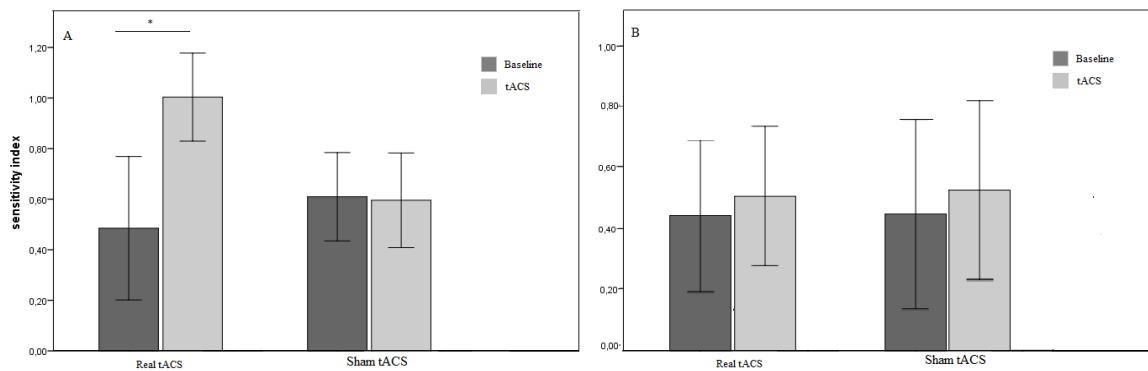 A
*
1,20
1,00
0,80
0,60
0,40
0,20
0,00
sensitivity index
Baseline
tACS
Real tACS
Sham tACS
B
1,00
0,80
0,60
0,40
0,20
0,00
Baseline
tACS
Real tACS
Sham tACS